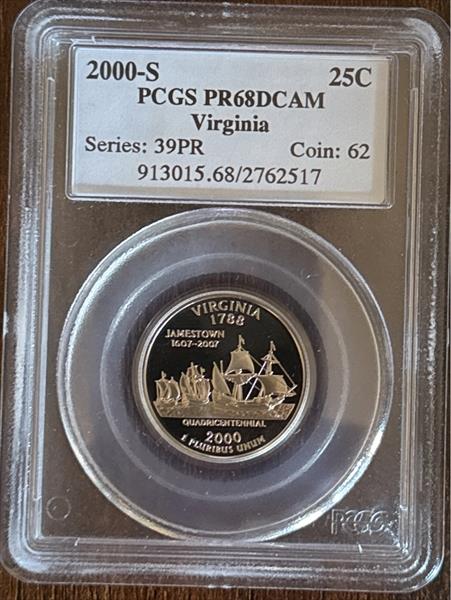 2000-S 25C
PCGS PR68DCAM
Virginia
Series: 39PR Coin: 62
913015.68/2762517
VIRGINIA
1788
JAMESTOWN
1607-2007
QUADRICENTENNIAL
2000
E PLURIBUS UNUM
PCGS